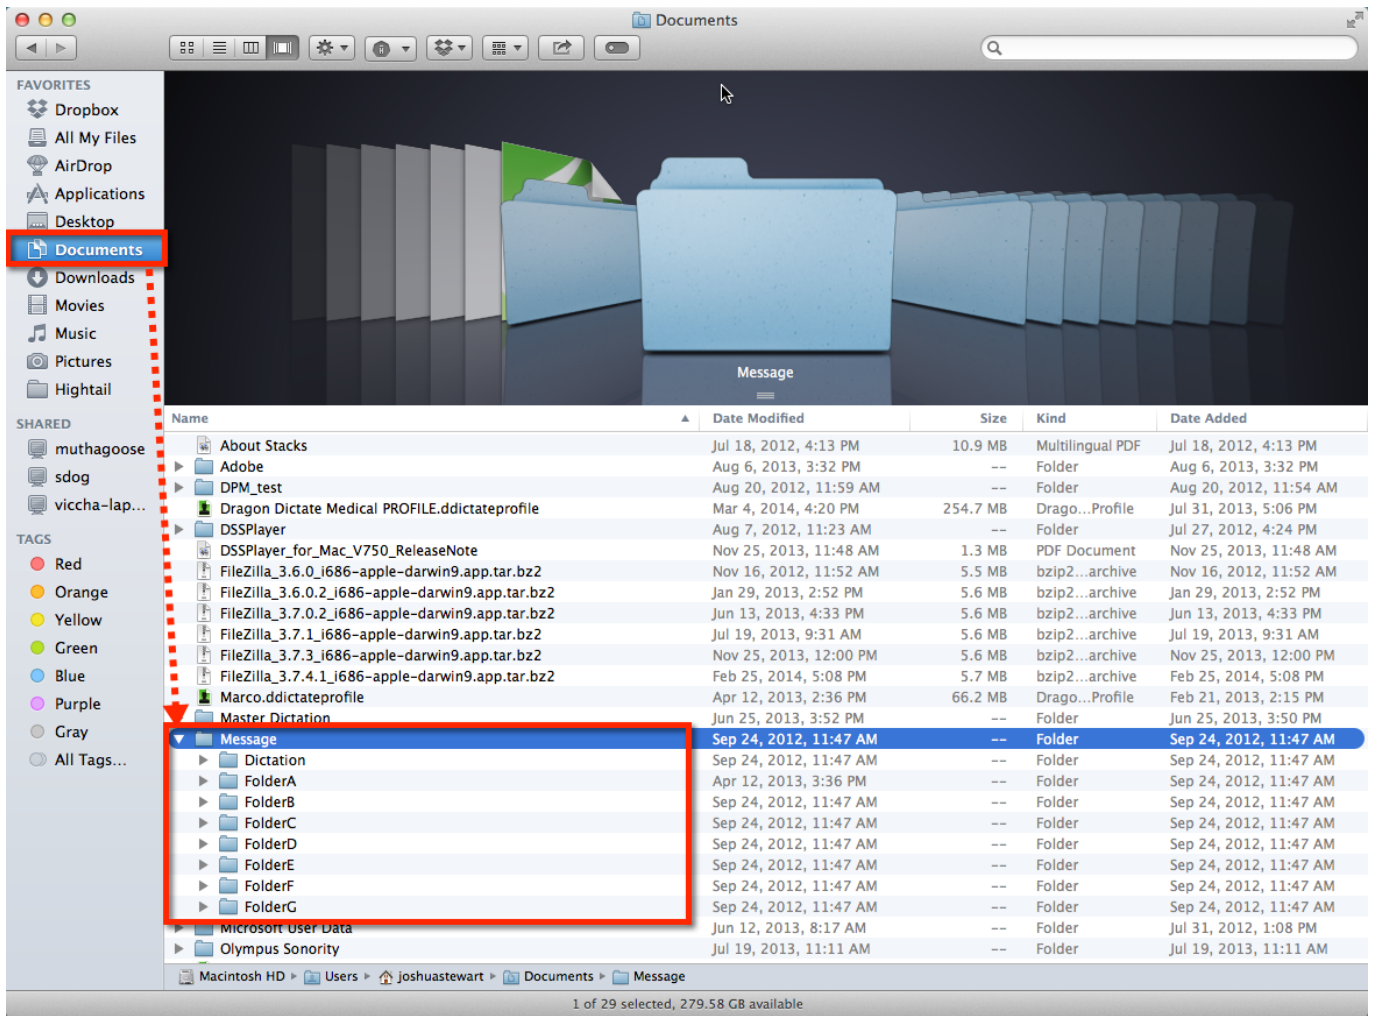 Documents
FAVORITES
Dropbox
All My Files
AirDrop
Applications
Desktop
Documents
Downloads
Movies
Music
Pictures
Hightail
SHARED
muthagoose
sdog
viccha-lap...
TAGS
Red
Orange
Yellow
Green
Blue
Purple
Gray
All Tags...
Message
Name Date Modified Size Kind Date Added
About Stacks Jul 18, 2012, 4:13 PM 10.9 MB Multilingual PDF Jul 18, 2012, 4:13 PM
Adobe Aug 6, 2013, 3:32 PM -- Folder Aug 6, 2013, 3:32 PM
DPM_test Aug 20, 2012, 11:59 AM -- Folder Aug 20, 2012, 11:54 AM
Dragon Dictate Medical PROFILE.ddictateprofile Mar 4, 2014, 4:20 PM 254.7 MB Drago...Profile Jul 31, 2013, 5:06 PM
DSSPlayer Aug 7, 2012, 11:23 AM -- Folder Jul 27, 2012, 4:24 PM
DSSPlayer_for_Mac_V750_ReleaseNote Nov 25, 2013, 11:48 AM 1.3 MB PDF Document Nov 25, 2013, 11:48 AM
FileZilla_3.6.0_i686-apple-darwin9.app.tar.bz2 Nov 16, 2012, 11:52 AM 5.5 MB bzip2...archive Nov 16, 2012, 11:52 AM
FileZilla_3.6.0.2_i686-apple-darwin9.app.tar.bz2 Jan 29, 2013, 2:52 PM 5.6 MB bzip2...archive Jan 29, 2013, 2:52 PM
FileZilla_3.7.0.2_i686-apple-darwin9.app.tar.bz2 Jun 13, 2013, 4:33 PM 5.6 MB bzip2...archive Jun 13, 2013, 4:33 PM
FileZilla_3.7.1_i686-apple-darwin9.app.tar.bz2 Jul 19, 2013, 9:31 AM 5.6 MB bzip2...archive Jul 19, 2013, 9:31 AM
FileZilla_3.7.3_i686-apple-darwin9.app.tar.bz2 Nov 25, 2013, 12:00 PM 5.6 MB bzip2...archive Nov 25, 2013, 12:00 PM
FileZilla_3.7.4.1_i686-apple-darwin9.app.tar.bz2 Feb 25, 2014, 5:08 PM 5.7 MB bzip2...archive Feb 25, 2014, 5:08 PM
Marco.ddictateprofile Apr 12, 2013, 2:36 PM 66.2 MB Drago...Profile Feb 21, 2013, 2:15 PM
Master Dictation Jun 25, 2013, 3:52 PM -- Folder Jun 25, 2013, 3:50 PM
Message Sep 24, 2012, 11:47 AM -- Folder Sep 24, 2012, 11:47 AM
Dictation Sep 24, 2012, 11:47 AM -- Folder Sep 24, 2012, 11:47 AM
FolderA Apr 12, 2013, 3:36 PM -- Folder Sep 24, 2012, 11:47 AM
FolderB Sep 24, 2012, 11:47 AM -- Folder Sep 24, 2012, 11:47 AM
FolderC Sep 24, 2012, 11:47 AM -- Folder Sep 24, 2012, 11:47 AM
FolderD Sep 24, 2012, 11:47 AM -- Folder Sep 24, 2012, 11:47 AM
FolderE Sep 24, 2012, 11:47 AM -- Folder Sep 24, 2012, 11:47 AM
FolderF Sep 24, 2012, 11:47 AM -- Folder Sep 24, 2012, 11:47 AM
FolderG Sep 24, 2012, 11:47 AM -- Folder Sep 24, 2012, 11:47 AM
Microsoft User Data Jun 12, 2013, 8:17 AM -- Folder Jul 31, 2012, 1:08 PM
Olympus Sonority Jul 19, 2013, 11:11 AM -- Folder Jul 19, 2013, 11:11 AM
Macintosh HD Users joshuastewart Documents Message
1 of 29 selected, 279.58 GB available